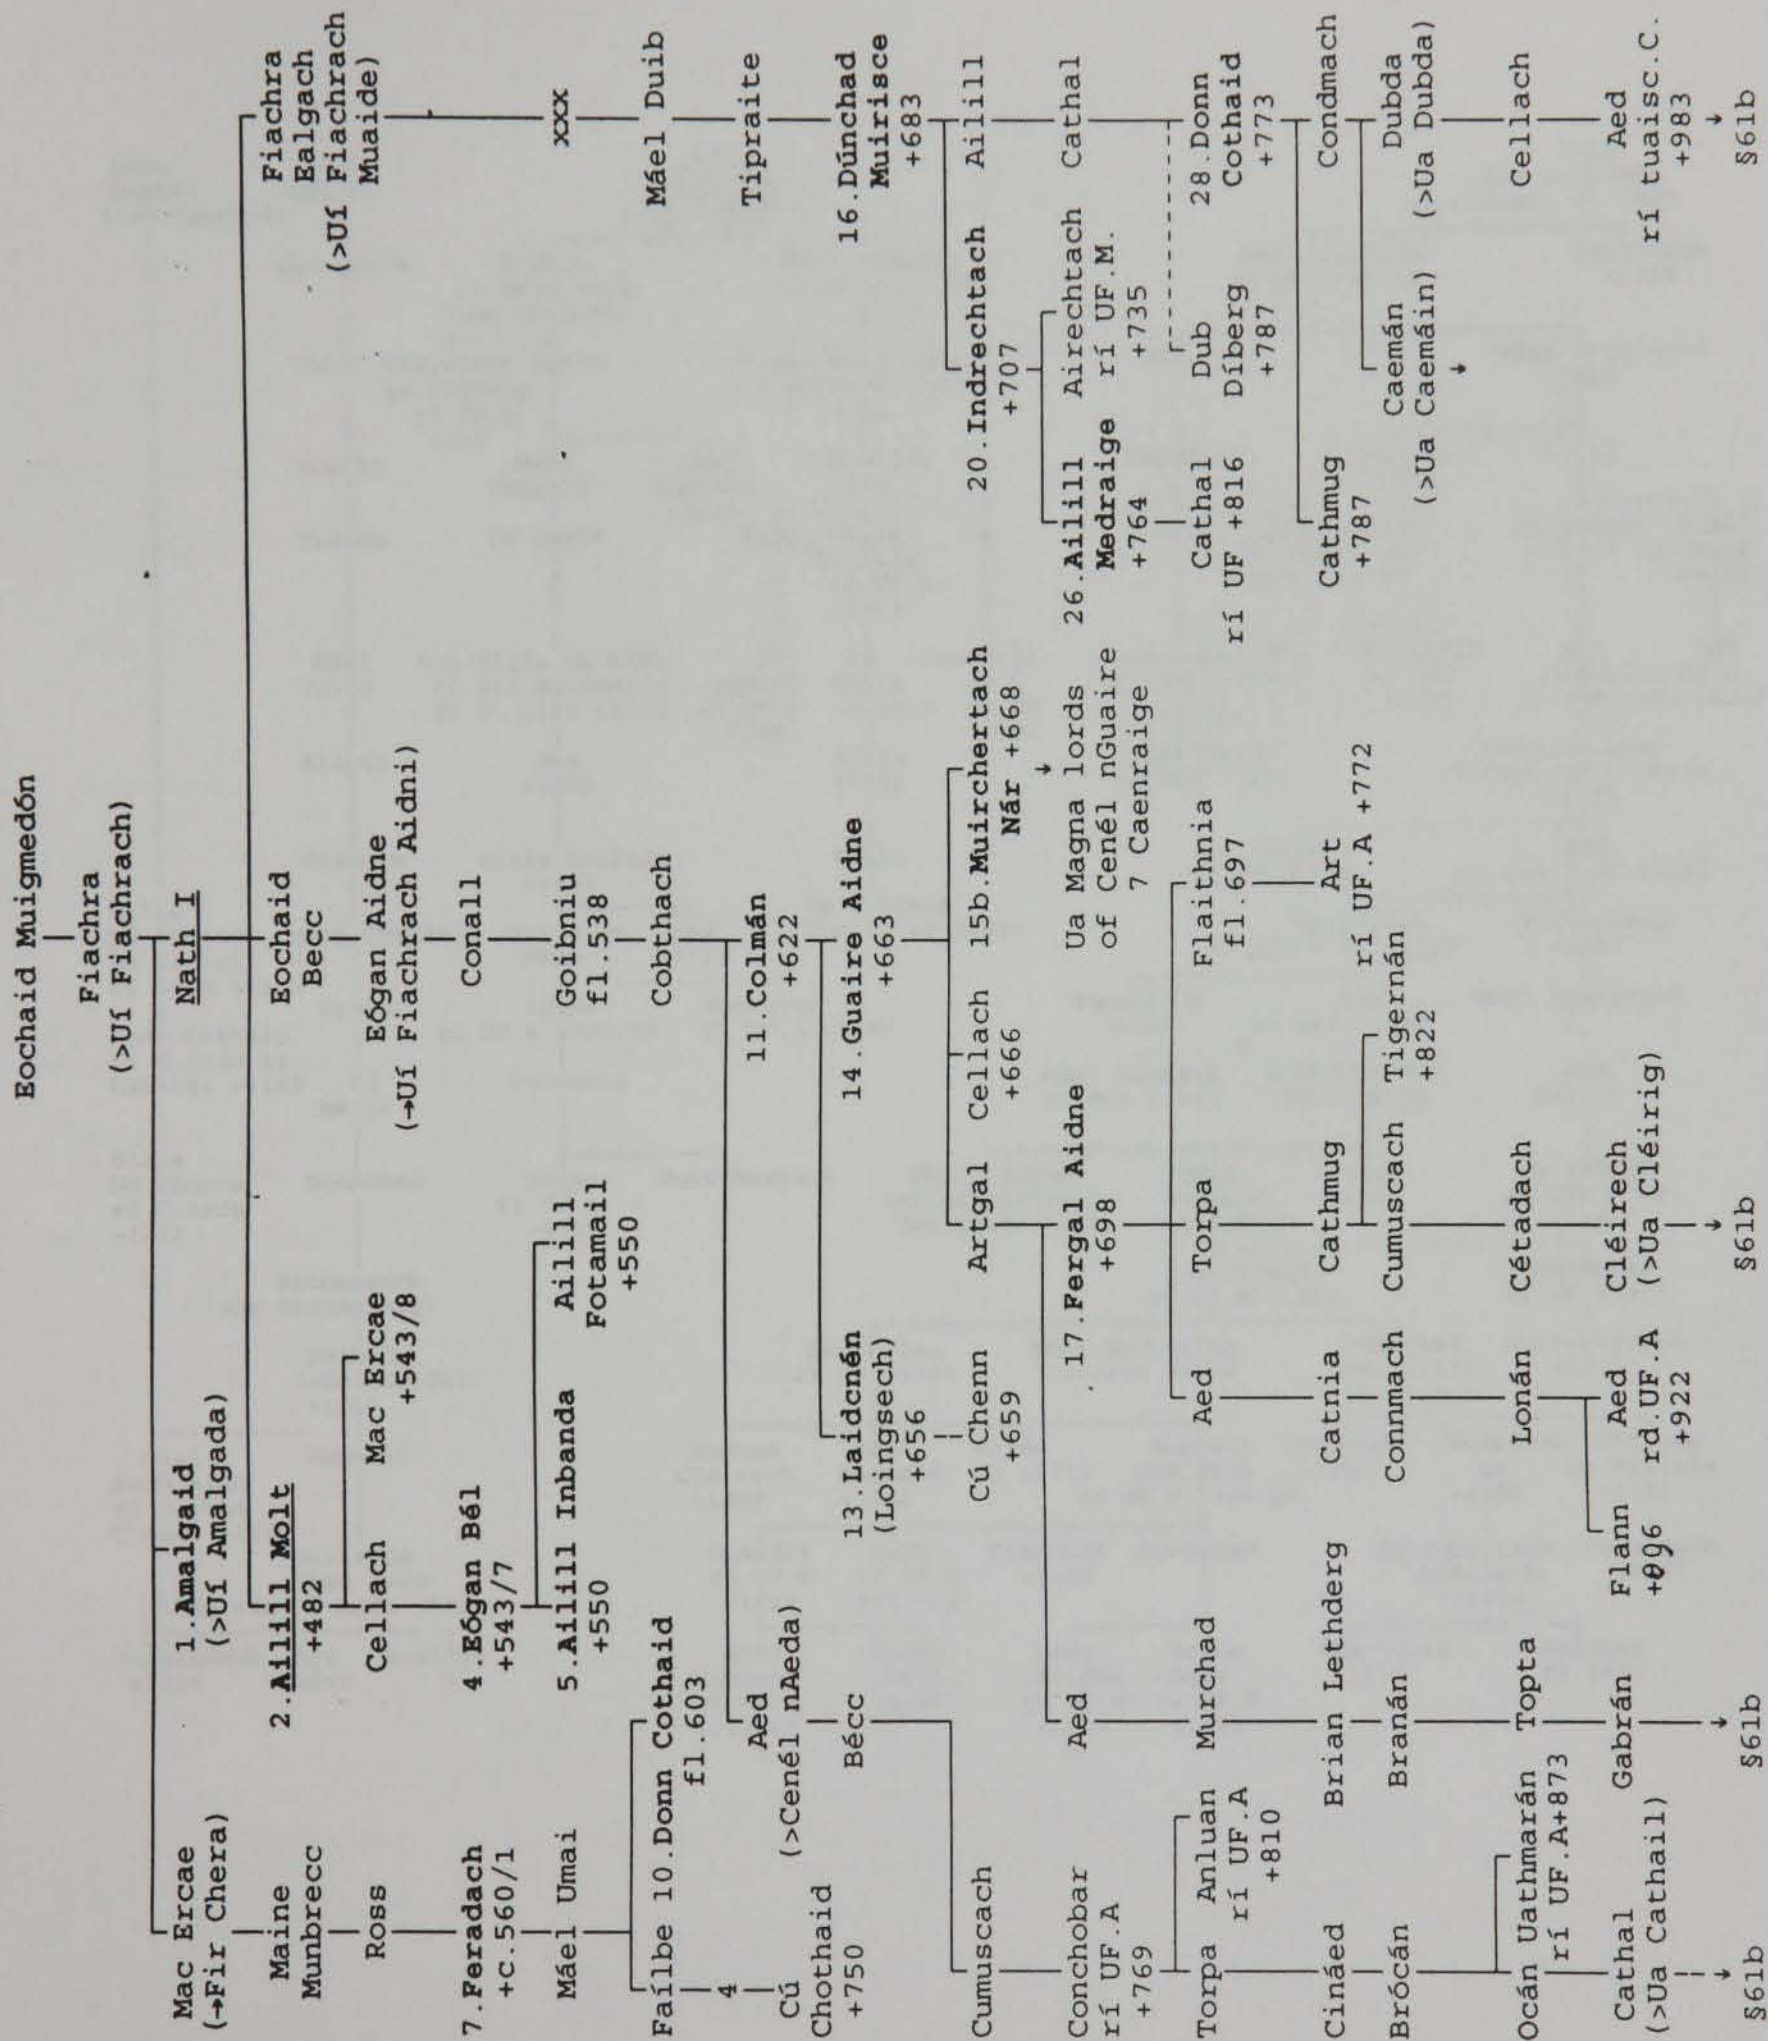 Eochaid Muigmedón
Fiachra
(>Uí Fiachrach)
Mac Ercae
(→Fir Chera)
1.Amalgaid
(>Uí Amalgada)
Nath I
Maine
Munbrecc
2.Ailill Molt
+482
Eochaid
Becc
Fiachra
Ealgach
(>Uí Fiachrach
Muaide)
Ross
Cellach
Mac Ercae
+543/8
Eógan Aidne
(→Uí Fiachrach Aidni)
7.Feradach
+c.560/1
4.Eógan Bél
+543/7
Conall
Máel Umai
5.Ailill Inbanda
+550
Ailill
Fotamail
+550
Goibniu
fl.538
xxx
Faílbe
10.Donn Cothaid
fl.603
Cobthach
Máel Duib
4
Cú
Chothaid
+750
Aed
(>Cenél nAeda)
11.Colmán
+622
Tipraite
Bécc
13.Laidcnén
(Loingsech)
+656
14.Guaire Aidne
+663
16.Dúnchad
Muirisce
+683
Cumuscach
Cú Chenn
+659
Artgal
Cellach
+666
15b.Muirchertach
Nár +668
20.Indrechtach
+707
Ailill
Conchobar
rí UF.A
+769
Aed
17.Fergal Aidne
+698
Ua Magna lords
of Cenél nGuaire
7 Caenraige
26.Ailill
Medraige
+764
Airechtach
rí UF.M.
+735
Cathal
Torpa
Anluan
rí UF.A
+810
Murchad
Aed
Torpa
Flaithnia
fl.697
Cathal
rí UF +816
Dub
Díberg
+787
28.Donn
Cothaid
+773
Cináed
Brian Lethderg
Catnia
Cathmug
Art
rí UF.A +772
Cathmug
+787
Condmach
Brócán
Branán
Connmach
Cumuscach
Tigernán
+822
Caemán
(>Ua Caemáin)
Dubda
(>Ua Dubda)
Ocán
Uathmarán
rí UF.A+873
Topta
Lonán
Cétadach
Cellach
Cathal
(>Ua Cathail)
Gabrán
Flann
Aed
rd.UF.A
+922
Cléirech
(>Ua Cléirig)
Aed
rí tuaisc.C.
+983
§61b
§61b
§61b
§61b